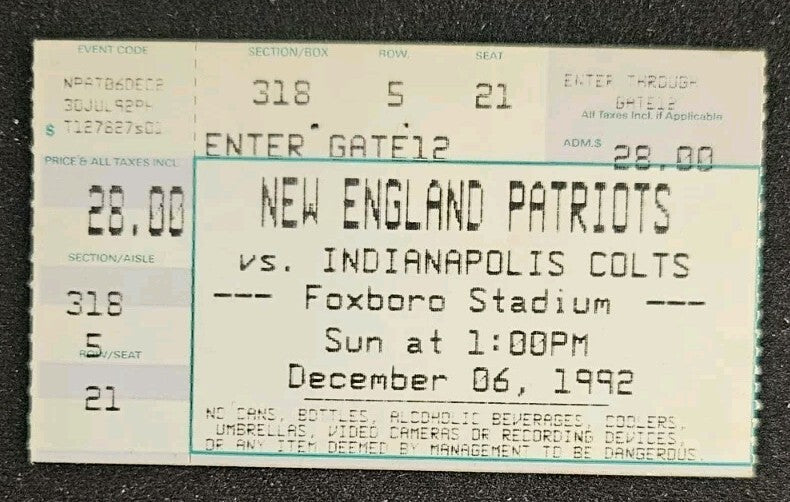 EVENT CODE
NPAT06DEC2
30JUL92PH
$ T127827S01
PRICE & ALL TAXES INCL
28.00
SECTION/AISLE
318
5
ROW/SEAT
21
SECTION/BOX ROW. SEAT
318 5 21
ENTER GATE12
ENTER THROUGH
GATE12
All Taxes Incl. if Applicable
ADM.$ 28.00
NEW ENGLAND PATRIOTS
vs. INDIANAPOLIS COLTS
--- Foxboro Stadium ---
Sun at 1:00PM
December 06, 1992
NO CANS, BOTTLES, ALCOHOLIC BEVERAGES, COOLERS,
UMBRELLAS, VIDEO CAMERAS OR RECORDING DEVICES,
OF ANY ITEM DEEMED BY MANAGEMENT TO BE DANGEROUS.